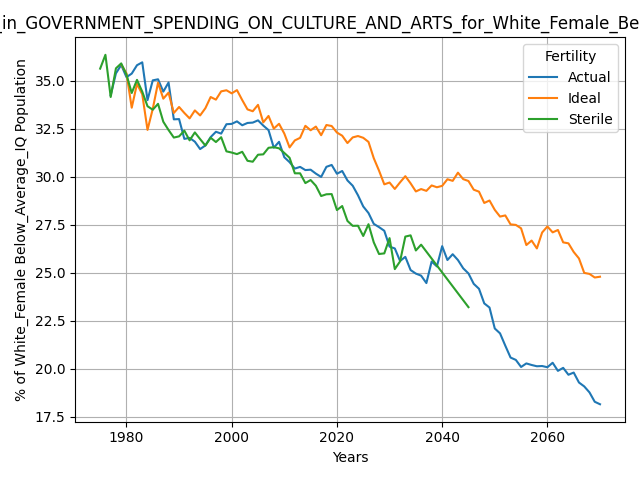 _in_GOVERNMENT_SPENDING_ON_CULTURE_AND_ARTS_for_White_Female_Be
Fertility
Actual
Ideal
Sterile
% of White_Female Below_Average_IQ Population
35.0
32.5
30.0
27.5
25.0
22.5
20.0
17.5
1980 2000 2020 2040 2060
Years